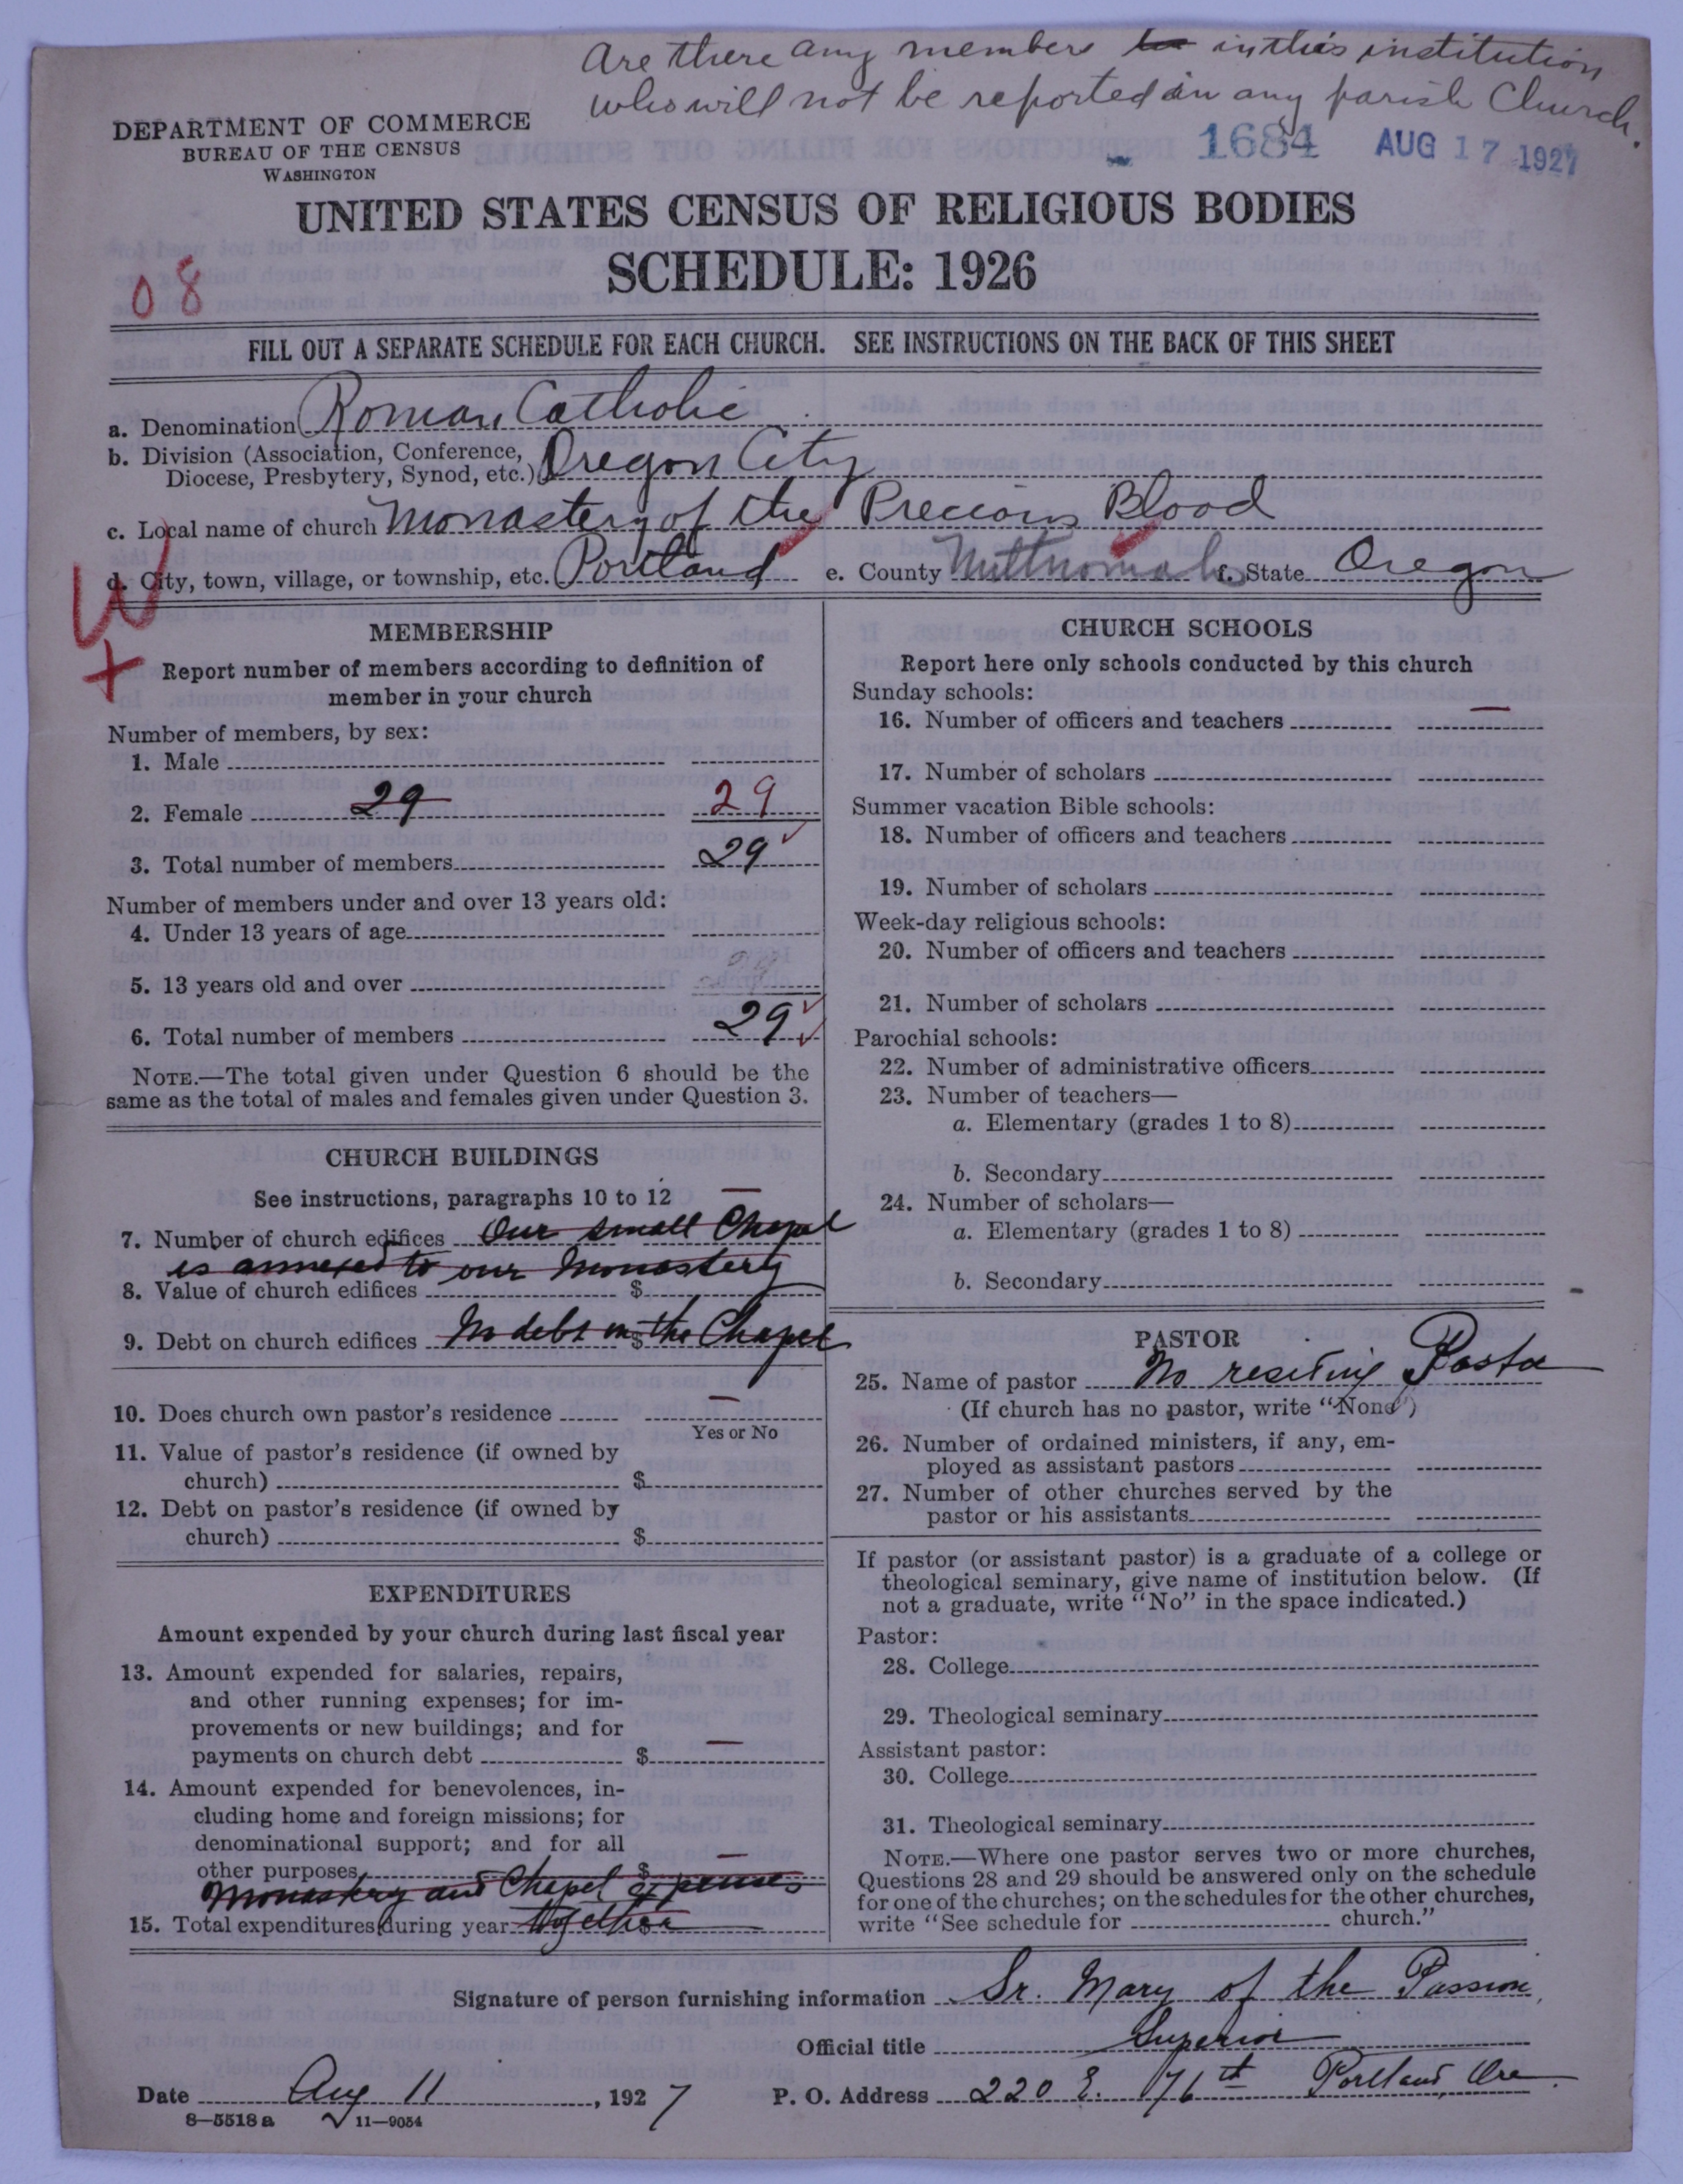 Are there any members in this institution
who will not be reported in any parish Church.
DEPARTMENT OF COMMERCE
BUREAU OF THE CENSUS
WASHINGTON
1684 AUG 17 1927
UNITED STATES CENSUS OF RELIGIOUS BODIES
SCHEDULE: 1926
08
FILL OUT A SEPARATE SCHEDULE FOR EACH CHURCH. SEE INSTRUCTIONS ON THE BACK OF THIS SHEET
a. Denomination Roman Catholic
b. Division (Association, Conference,
Diocese, Presbytery, Synod, etc.) Oregon City
c. Local name of church Monastery of the Precious Blood
d. City, town, village, or township, etc. Portland e. County Multnomah f. State Oregon
W
+
MEMBERSHIP
Report number of members according to definition of
member in your church
Number of members, by sex:
1. Male
2. Female 29 29
3. Total number of members 29
Number of members under and over 13 years old:
4. Under 13 years of age
5. 13 years old and over 29
6. Total number of members 29
NOTE.—The total given under Question 6 should be the
same as the total of males and females given under Question 3.
CHURCH BUILDINGS
See instructions, paragraphs 10 to 12
7. Number of church edifices Our small Chapel
is annexed to our Monastery
8. Value of church edifices $
9. Debt on church edifices No debt on the Chapel $
10. Does church own pastor's residence
Yes or No
11. Value of pastor's residence (if owned by
church) $
12. Debt on pastor's residence (if owned by
church) $
EXPENDITURES
Amount expended by your church during last fiscal year
13. Amount expended for salaries, repairs,
and other running expenses; for im-
provements or new buildings; and for
payments on church debt $ —
14. Amount expended for benevolences, in-
cluding home and foreign missions; for
denominational support; and for all
other purposes $ —
Monastery and Chapel expenses
15. Total expenditures during year together $
CHURCH SCHOOLS
Report here only schools conducted by this church
Sunday schools:
16. Number of officers and teachers —
17. Number of scholars
Summer vacation Bible schools:
18. Number of officers and teachers
19. Number of scholars
Week-day religious schools:
20. Number of officers and teachers
21. Number of scholars
Parochial schools:
22. Number of administrative officers
23. Number of teachers—
a. Elementary (grades 1 to 8)
b. Secondary
24. Number of scholars—
a. Elementary (grades 1 to 8)
b. Secondary
PASTOR
25. Name of pastor No resiting Pastor
(If church has no pastor, write "None")
26. Number of ordained ministers, if any, em-
ployed as assistant pastors
27. Number of other churches served by the
pastor or his assistants
If pastor (or assistant pastor) is a graduate of a college or
theological seminary, give name of institution below. (If
not a graduate, write "No" in the space indicated.)
Pastor:
28. College
29. Theological seminary
Assistant pastor:
30. College
31. Theological seminary
NOTE.—Where one pastor serves two or more churches,
Questions 28 and 29 should be answered only on the schedule
for one of the churches; on the schedules for the other churches,
write "See schedule for church."
Signature of person furnishing information Sr. Mary of the Passion,
Official title Superior
Date Aug 11, 1927 P. O. Address 220 E. 76th Portland, Ore.
8—5518a 11—9054